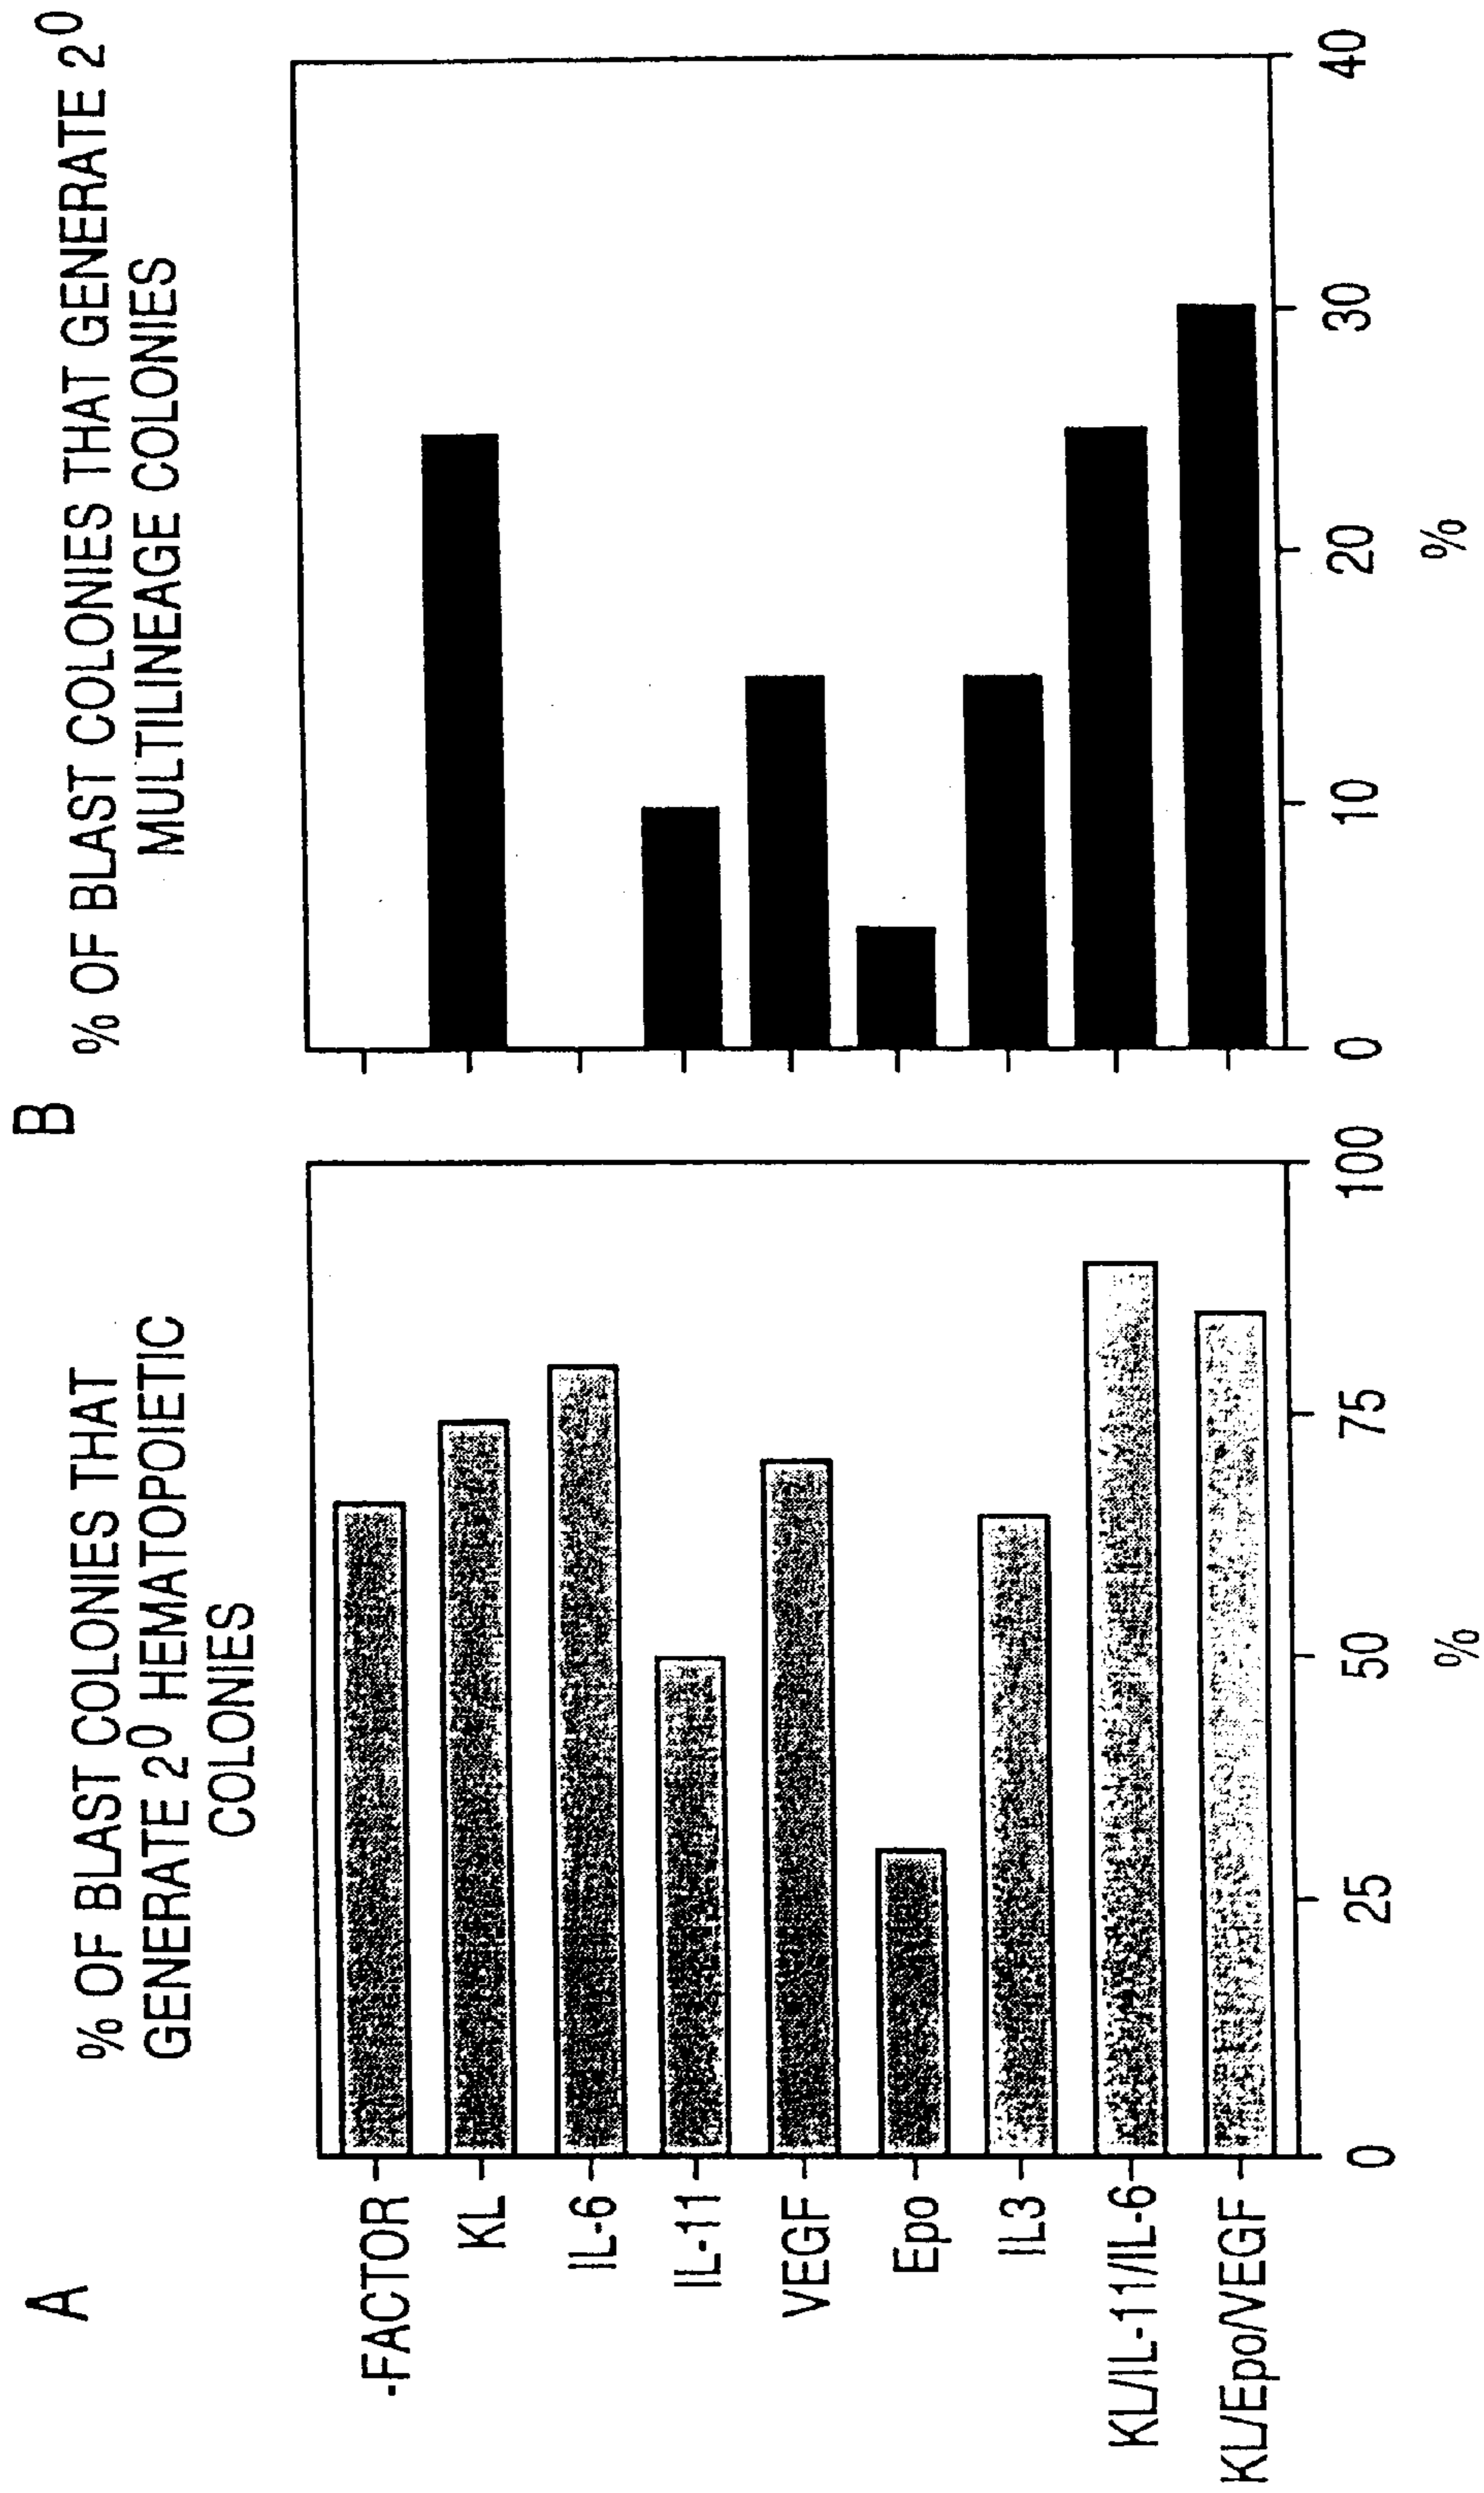 A
% OF BLAST COLONIES THAT
GENERATE 2⁰ HEMATOPOIETIC
COLONIES
-FACTOR
KL
IL-6
IL-11
VEGF
Epo
IL3
KL/IL-11/IL-6
KL/Epo/VEGF
0
25
50
75
100
%
B
% OF BLAST COLONIES THAT GENERATE 2⁰
MULTILINEAGE COLONIES
0
10
20
30
40
%